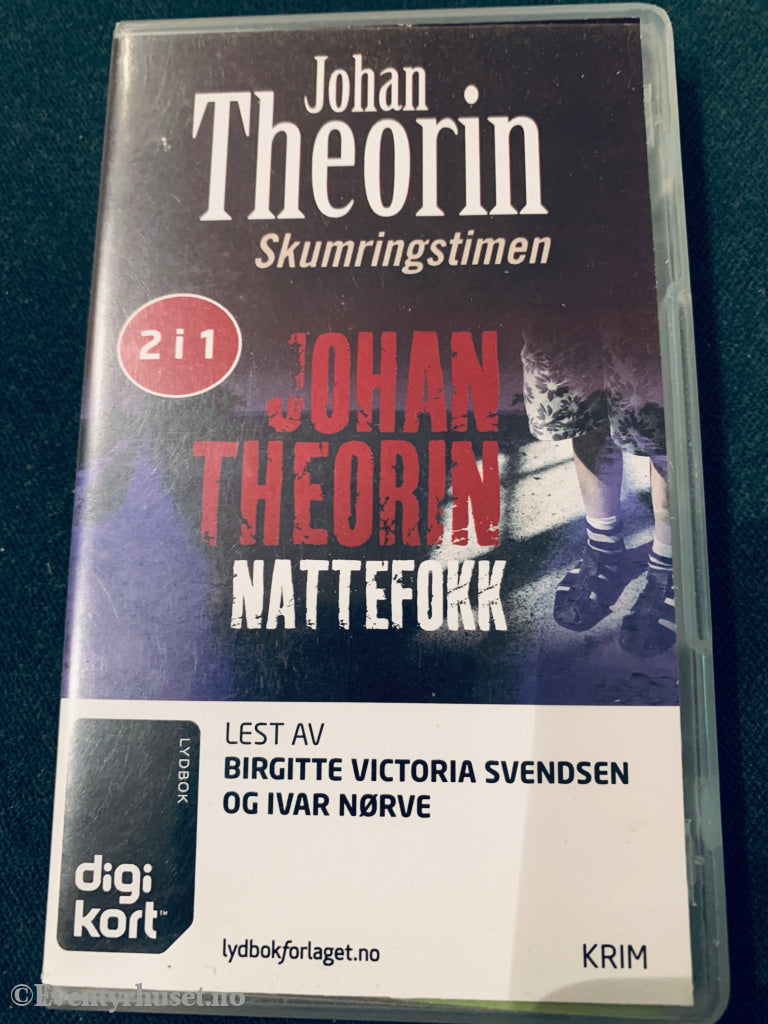 Johan
Theorin
Skumringstimen
2 i 1
JOHAN
THEORIN
NATTEFOKK
LYDBOK
digi
kort™
LEST AV
BIRGITTE VICTORIA SVENDSEN
OG IVAR NØRVE
lydbokforlaget.no
KRIM
©Eventyrhuset.no